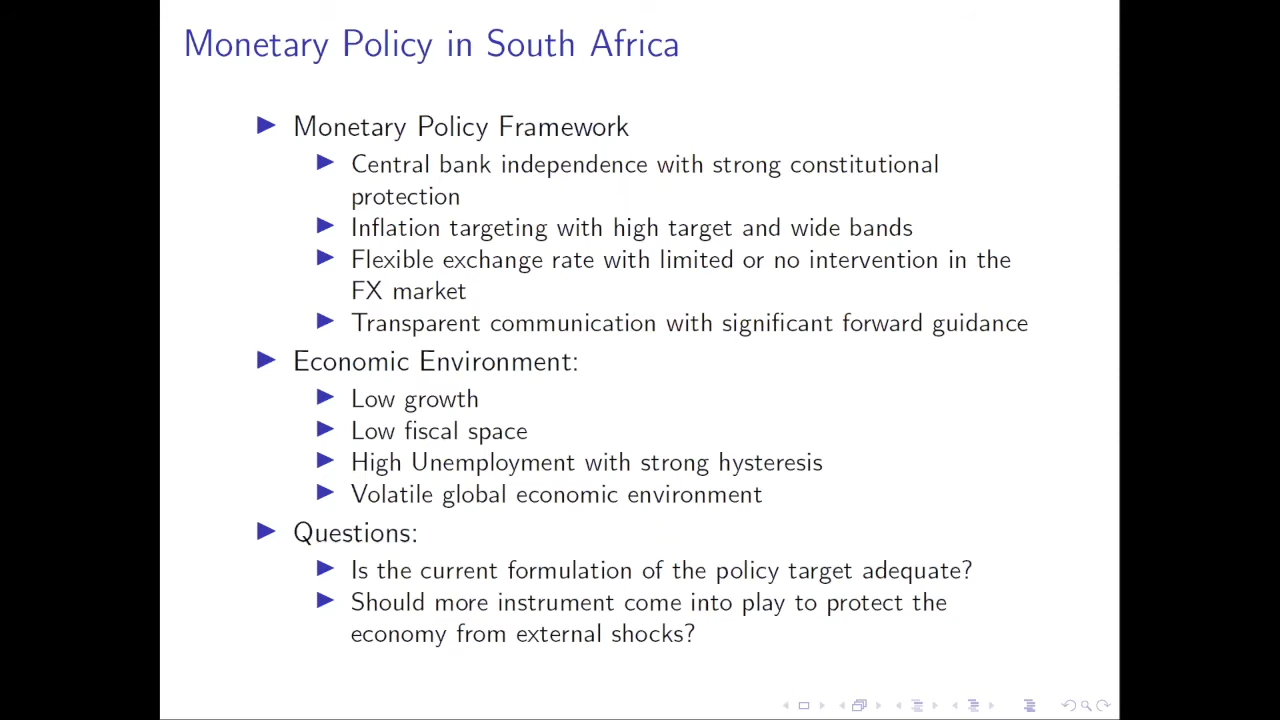 Monetary Policy in South Africa
Monetary Policy Framework
Central bank independence with strong constitutional
protection
Inflation targeting with high target and wide bands
Flexible exchange rate with limited or no intervention in the
FX market
Transparent communication with significant forward guidance
Economic Environment:
Low growth
Low fiscal space
High Unemployment with strong hysteresis
Volatile global economic environment
Questions:
Is the current formulation of the policy target adequate?
Should more instrument come into play to protect the
economy from external shocks?